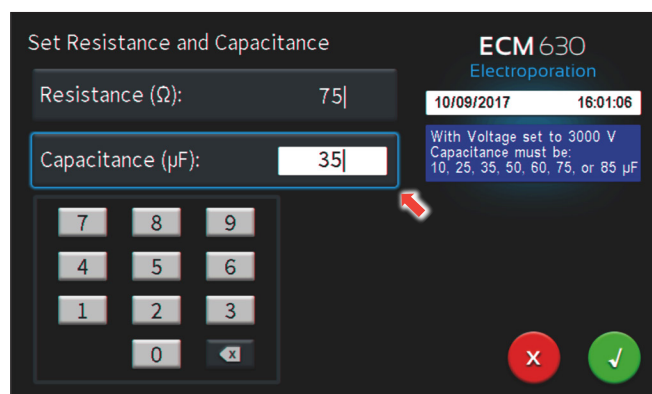 Set Resistance and Capacitance
ECM 630
Electroporation
Resistance (Ω): 75
10/09/2017 16:01:06
With Voltage set to 3000 V
Capacitance must be:
10, 25, 35, 50, 60, 75, or 85 µF
Capacitance (µF): 35
7 8 9
4 5 6
1 2 3
0 x
X √